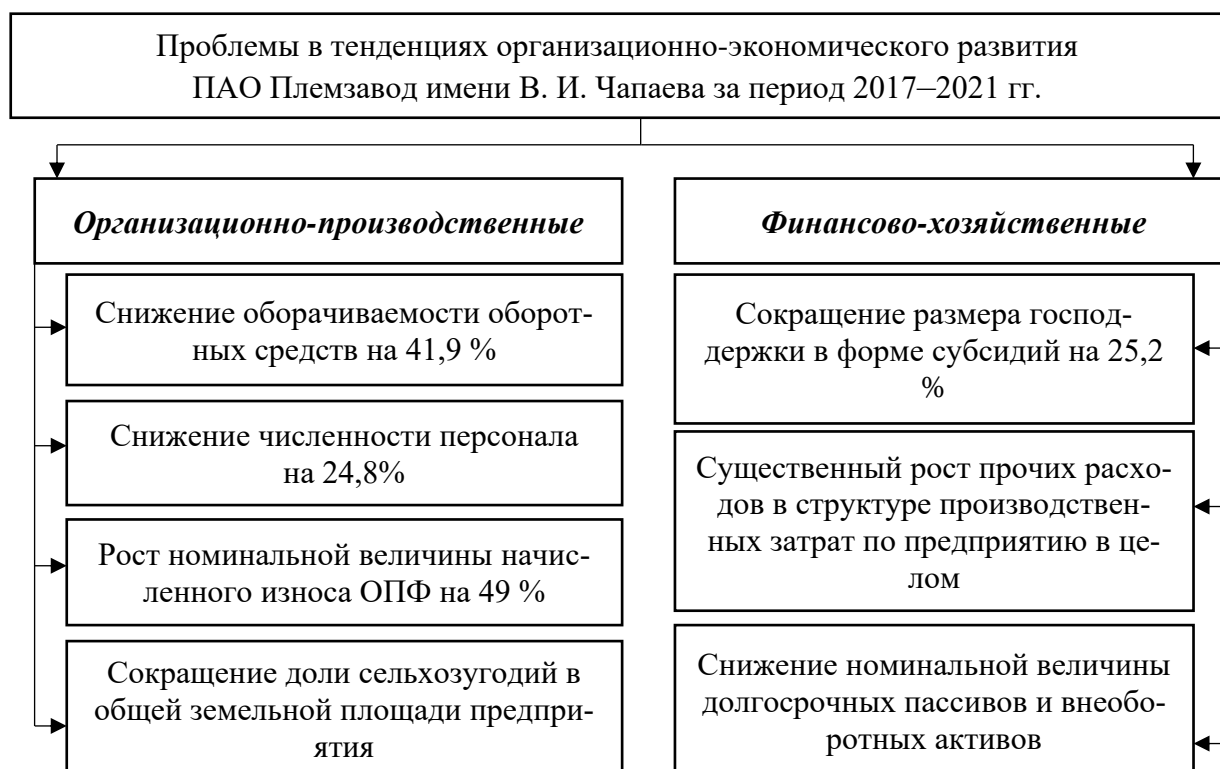 Проблемы в тенденциях организационно-экономического развития
ПАО Племзавод имени В. И. Чапаева за период 2017–2021 гг.
Организационно-производственные
Снижение оборачиваемости оборот-
ных средств на 41,9 %
Снижение численности персонала
на 24,8%
Рост номинальной величины начис-
ленного износа ОПФ на 49 %
Сокращение доли сельхозугодий в
общей земельной площади предпри-
ятия
Финансово-хозяйственные
Сокращение размера господ-
держки в форме субсидий на 25,2
%
Существенный рост прочих расхо-
дов в структуре производствен-
ных затрат по предприятию в це-
лом
Снижение номинальной величины
долгосрочных пассивов и внеобо-
ротных активов